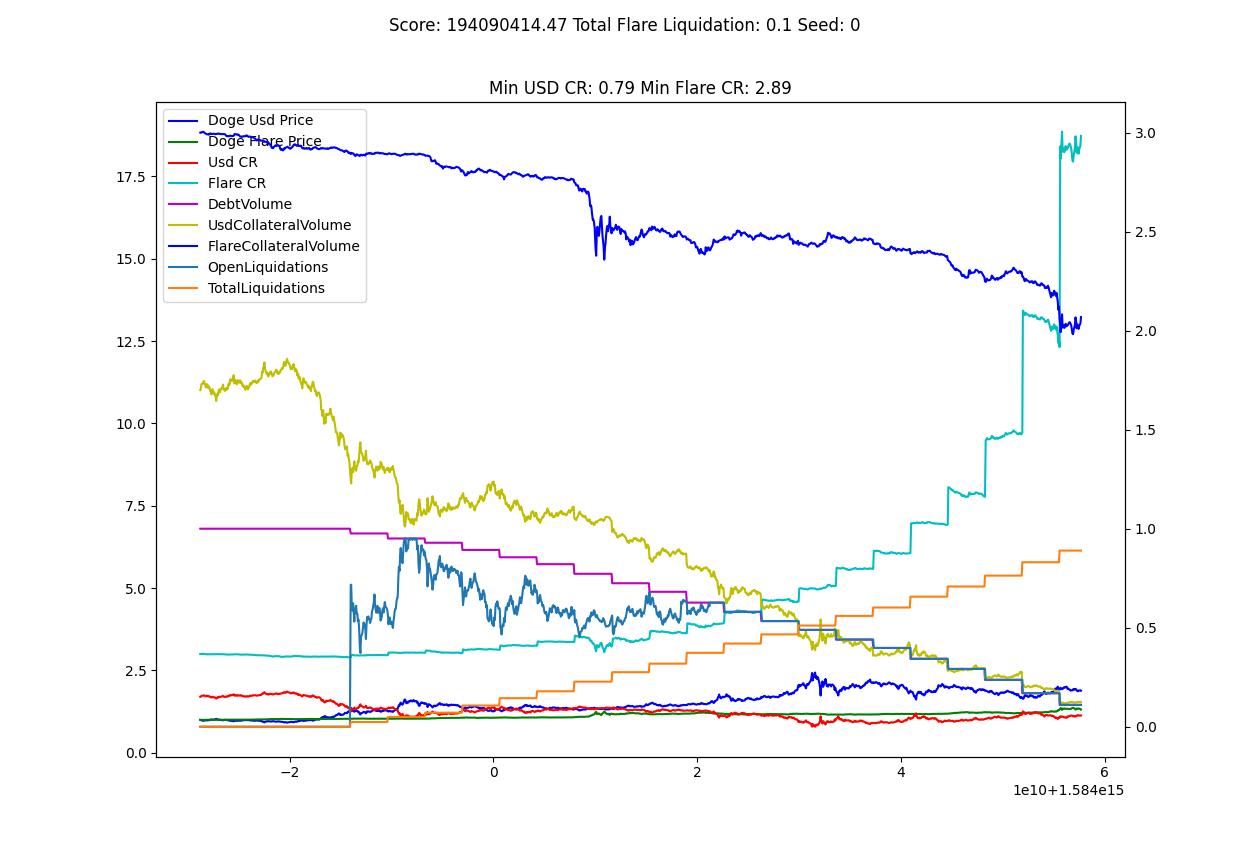 Score: 194090414.47 Total Flare Liquidation: 0.1 Seed: 0
Min USD CR: 0.79 Min Flare CR: 2.89
Doge Usd Price
Doge Flare Price
Usd CR
Flare CR
DebtVolume
UsdCollateralVolume
FlareCollateralVolume
OpenLiquidations
TotalLiquidations
17.5
15.0
12.5
10.0
7.5
5.0
2.5
0.0
3.0
2.5
2.0
1.5
1.0
0.5
0.0
−2
0
2
4
6
1e10+1.584e15